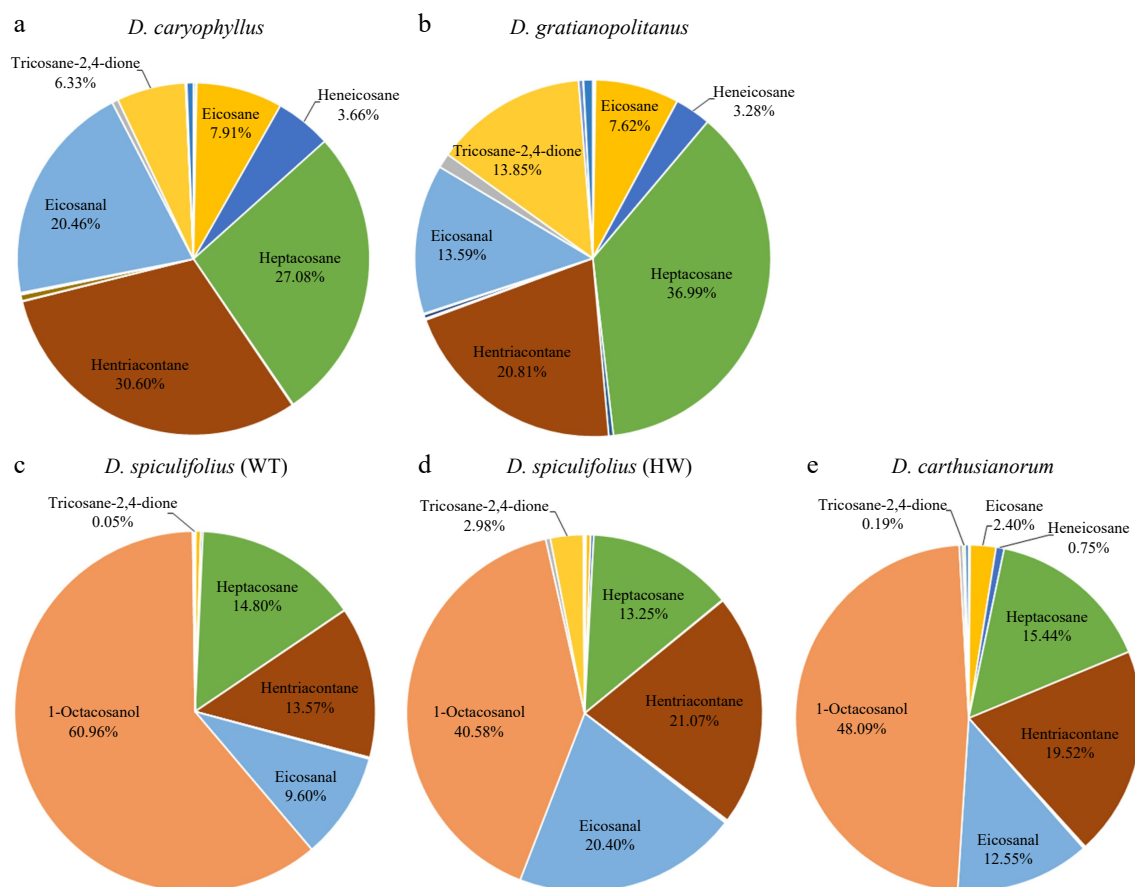 a
D. caryophyllus
Tricosane-2,4-dione
6.33%
Eicosane
7.91%
Heneicosane
3.66%
Eicosanal
20.46%
Heptacosane
27.08%
Hentriacontane
30.60%
b
D. gratianopolitanus
Eicosane
7.62%
Heneicosane
3.28%
Tricosane-2,4-dione
13.85%
Eicosanal
13.59%
Heptacosane
36.99%
Hentriacontane
20.81%
c
D. spiculifolius (WT)
Tricosane-2,4-dione
0.05%
Heptacosane
14.80%
Hentriacontane
13.57%
1-Octacosanol
60.96%
Eicosanal
9.60%
d
D. spiculifolius (HW)
Tricosane-2,4-dione
2.98%
Heptacosane
13.25%
Hentriacontane
21.07%
1-Octacosanol
40.58%
Eicosanal
20.40%
e
D. carthusianorum
Tricosane-2,4-dione
0.19%
Eicosane
2.40%
Heneicosane
0.75%
Heptacosane
15.44%
1-Octacosanol
48.09%
Hentriacontane
19.52%
Eicosanal
12.55%